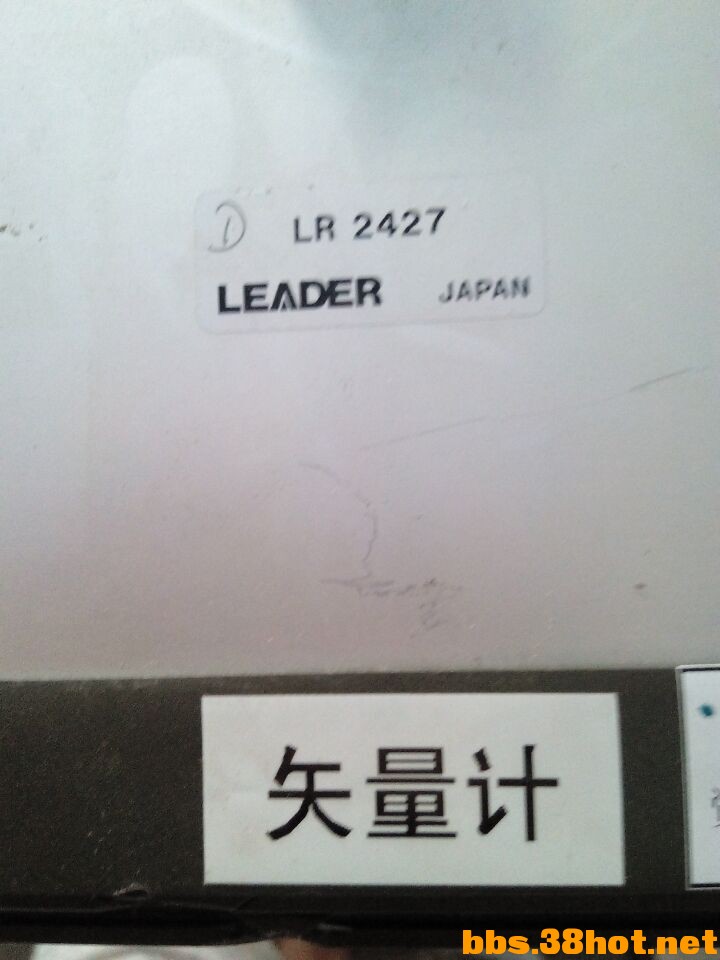 D LR 2427
LEADER JAPAN
矢量计
bbs.38hot.net